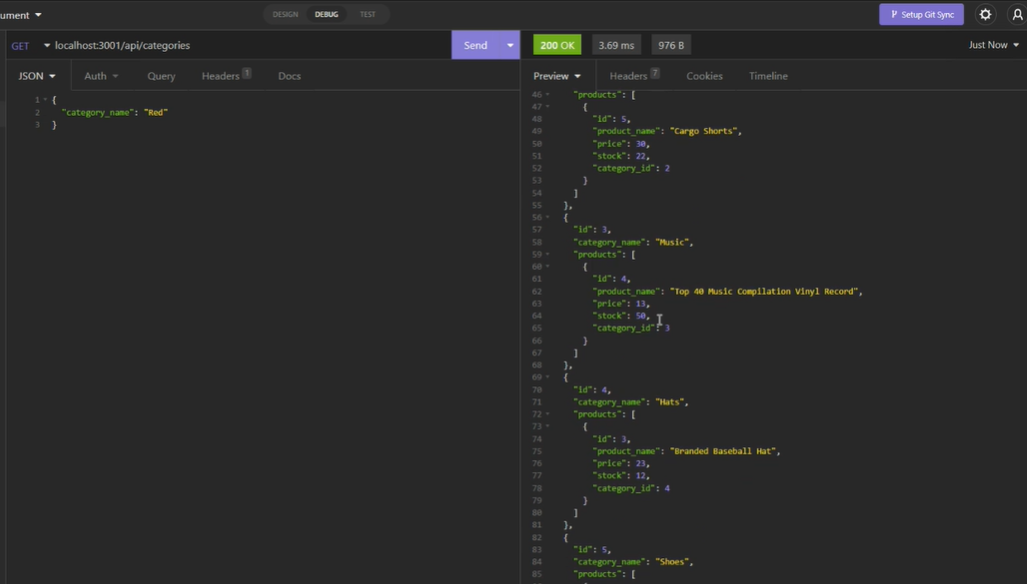 ument
DESIGN DEBUG TEST
Setup Git Sync
GET localhost:3001/api/categories Send
200 OK 3.69 ms 976 B Just Now
JSON Auth Query Headers 1 Docs
Preview Headers 7 Cookies Timeline
1 {
2 "category_name": "Red"
3 }
46 "products": [
47 {
48 "id": 5,
49 "product_name": "Cargo Shorts",
50 "price": 30,
51 "stock": 22,
52 "category_id": 2
53 }
54 ]
55 },
56 {
57 "id": 3,
58 "category_name": "Music",
59 "products": [
60 {
61 "id": 4,
62 "product_name": "Top 40 Music Compilation Vinyl Record",
63 "price": 13,
64 "stock": 50,
65 "category_id": 3
66 }
67 ]
68 },
69 {
70 "id": 4,
71 "category_name": "Hats",
72 "products": [
73 {
74 "id": 3,
75 "product_name": "Branded Baseball Hat",
76 "price": 23,
77 "stock": 12,
78 "category_id": 4
79 }
80 ]
81 },
82 {
83 "id": 5,
84 "category_name": "Shoes",
85 "products": [